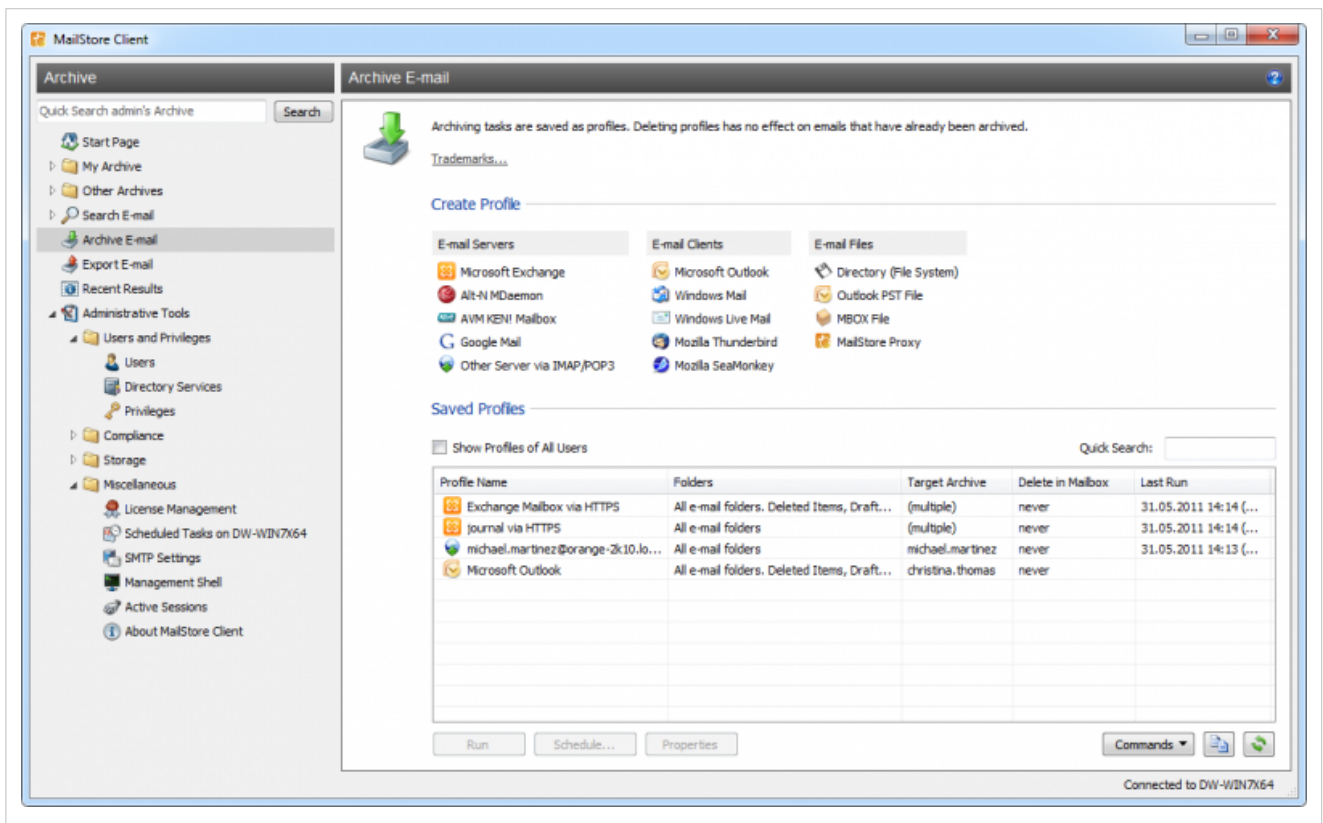 MailStore Client
Archive
Quick Search admin's Archive
Search
Start Page
My Archive
Other Archives
Search E-mail
Archive E-mail
Export E-mail
Recent Results
Administrative Tools
Users and Privileges
Users
Directory Services
Privileges
Compliance
Storage
Miscellaneous
License Management
Scheduled Tasks on DW-WIN7X64
SMTP Settings
Management Shell
Active Sessions
About MailStore Client
Archive E-mail
Archiving tasks are saved as profiles. Deleting profiles has no effect on emails that have already been archived.
Trademarks...
Create Profile
E-mail Servers
Microsoft Exchange
Alt-N MDaemon
AVM KEN! Mailbox
Google Mail
Other Server via IMAP/POP3
E-mail Clients
Microsoft Outlook
Windows Mail
Windows Live Mail
Mozilla Thunderbird
Mozilla SeaMonkey
E-mail Files
Directory (File System)
Outlook PST File
MBOX File
MailStore Proxy
Saved Profiles
Show Profiles of All Users
Quick Search:
Profile Name Folders Target Archive Delete in Mailbox Last Run
Exchange Mailbox via HTTPS All e-mail folders. Deleted Items, Draft... (multiple) never 31.05.2011 14:14 (...
journal via HTTPS All e-mail folders (multiple) never 31.05.2011 14:14 (...
michael.martinez@orange-2k10.lo... All e-mail folders michael.martinez never 31.05.2011 14:13 (...
Microsoft Outlook All e-mail folders. Deleted Items, Draft... christina.thomas never
Run Schedule... Properties Commands
Connected to DW-WIN7X64